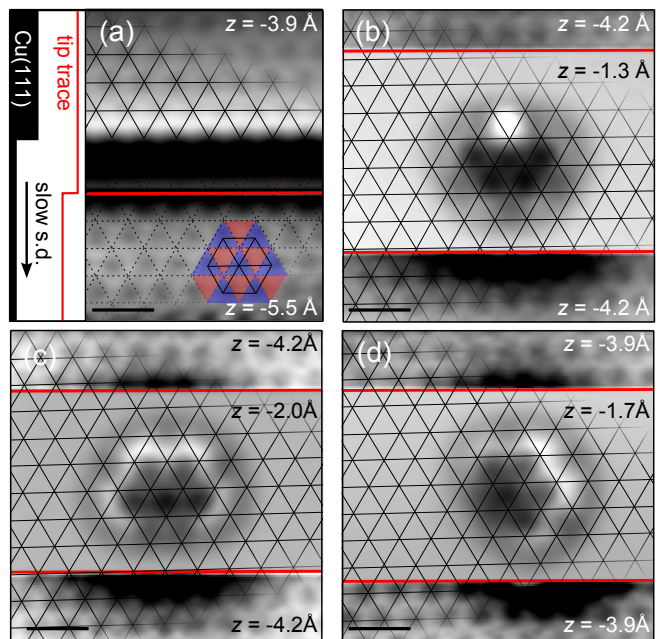 (a)
z = -3.9 Å
Cu(111)
tip trace
slow s.d.
z = -5.5 Å
(b)
z = -4.2 Å
z = -1.3 Å
z = -4.2 Å
(c)
z = -4.2Å
z = -2.0Å
z = -4.2Å
(d)
z = -3.9Å
z = -1.7Å
z = -3.9Å